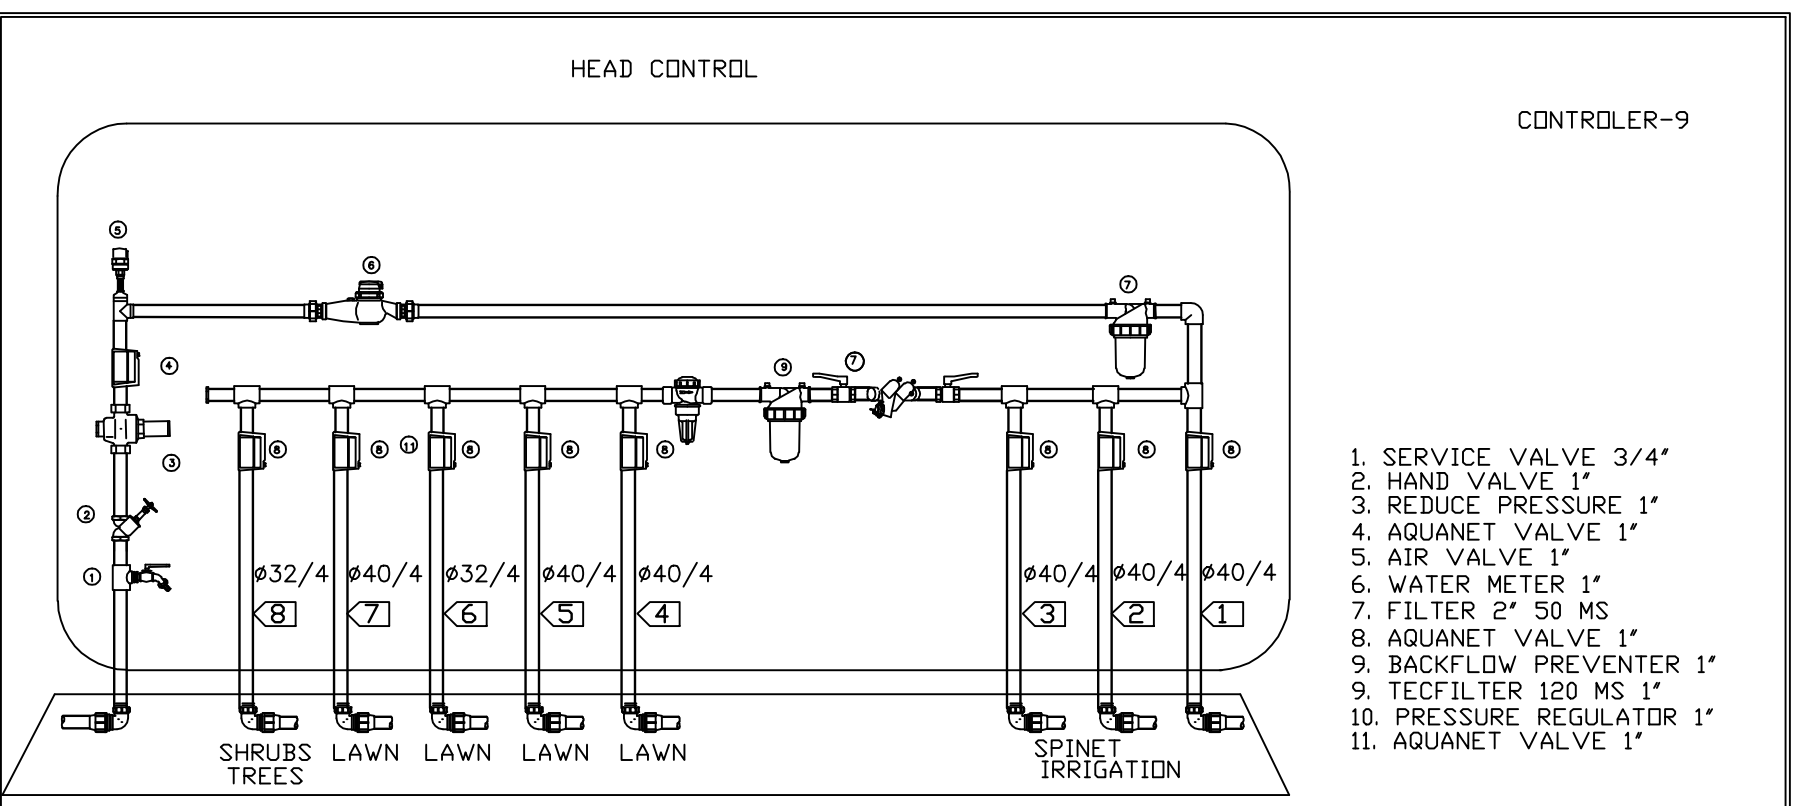 HEAD CONTROL
CONTROLER-9
5
6
7
4
9
7
3
8
8
11
8
8
8
8
8
8
2
1
ø32/4
ø40/4
ø32/4
ø40/4
ø40/4
ø40/4
ø40/4
ø40/4
8
7
6
5
4
3
2
1
SHRUBS
TREES
LAWN
LAWN
LAWN
LAWN
SPINET
IRRIGATION
1. SERVICE VALVE 3/4"
2. HAND VALVE 1"
3. REDUCE PRESSURE 1"
4. AQUANET VALVE 1"
5. AIR VALVE 1"
6. WATER METER 1"
7. FILTER 2" 50 MS
8. AQUANET VALVE 1"
9. BACKFLOW PREVENTER 1"
9. TECFILTER 120 MS 1"
10. PRESSURE REGULATOR 1"
11. AQUANET VALVE 1"